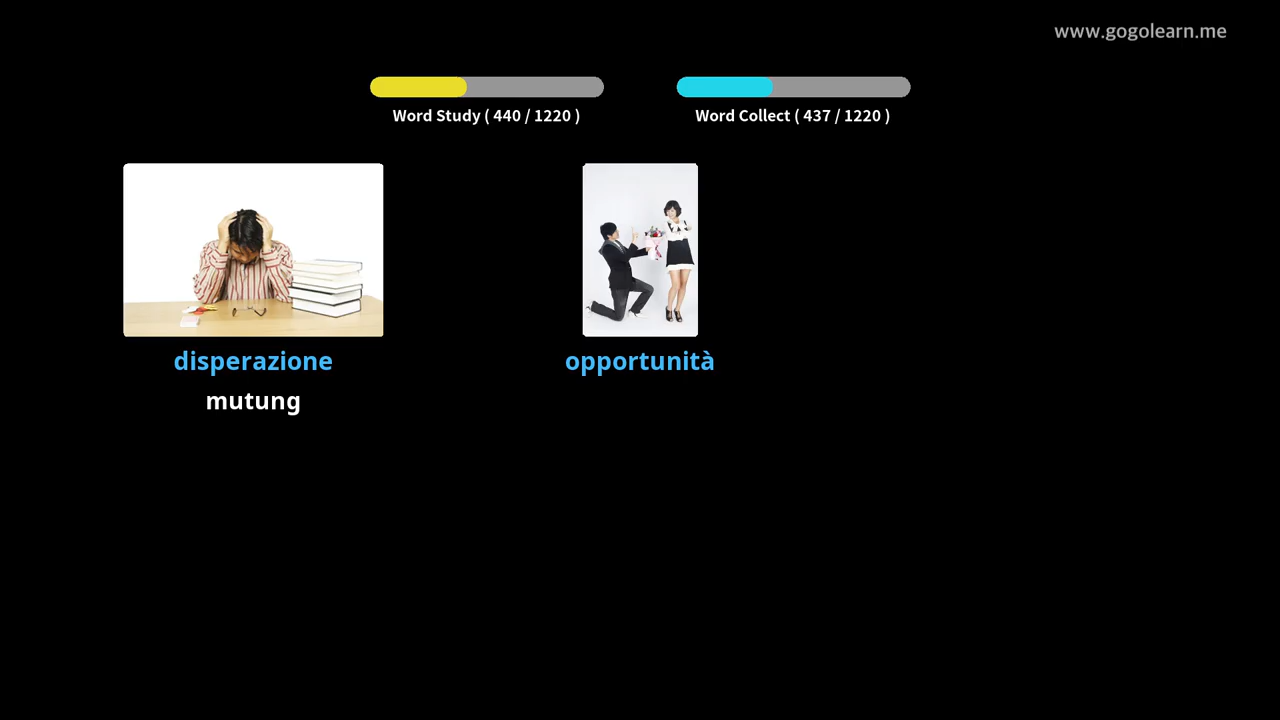 www.gogolearn.me
Word Study ( 440 / 1220 )
Word Collect ( 437 / 1220 )
disperazione
opportunità
mutung